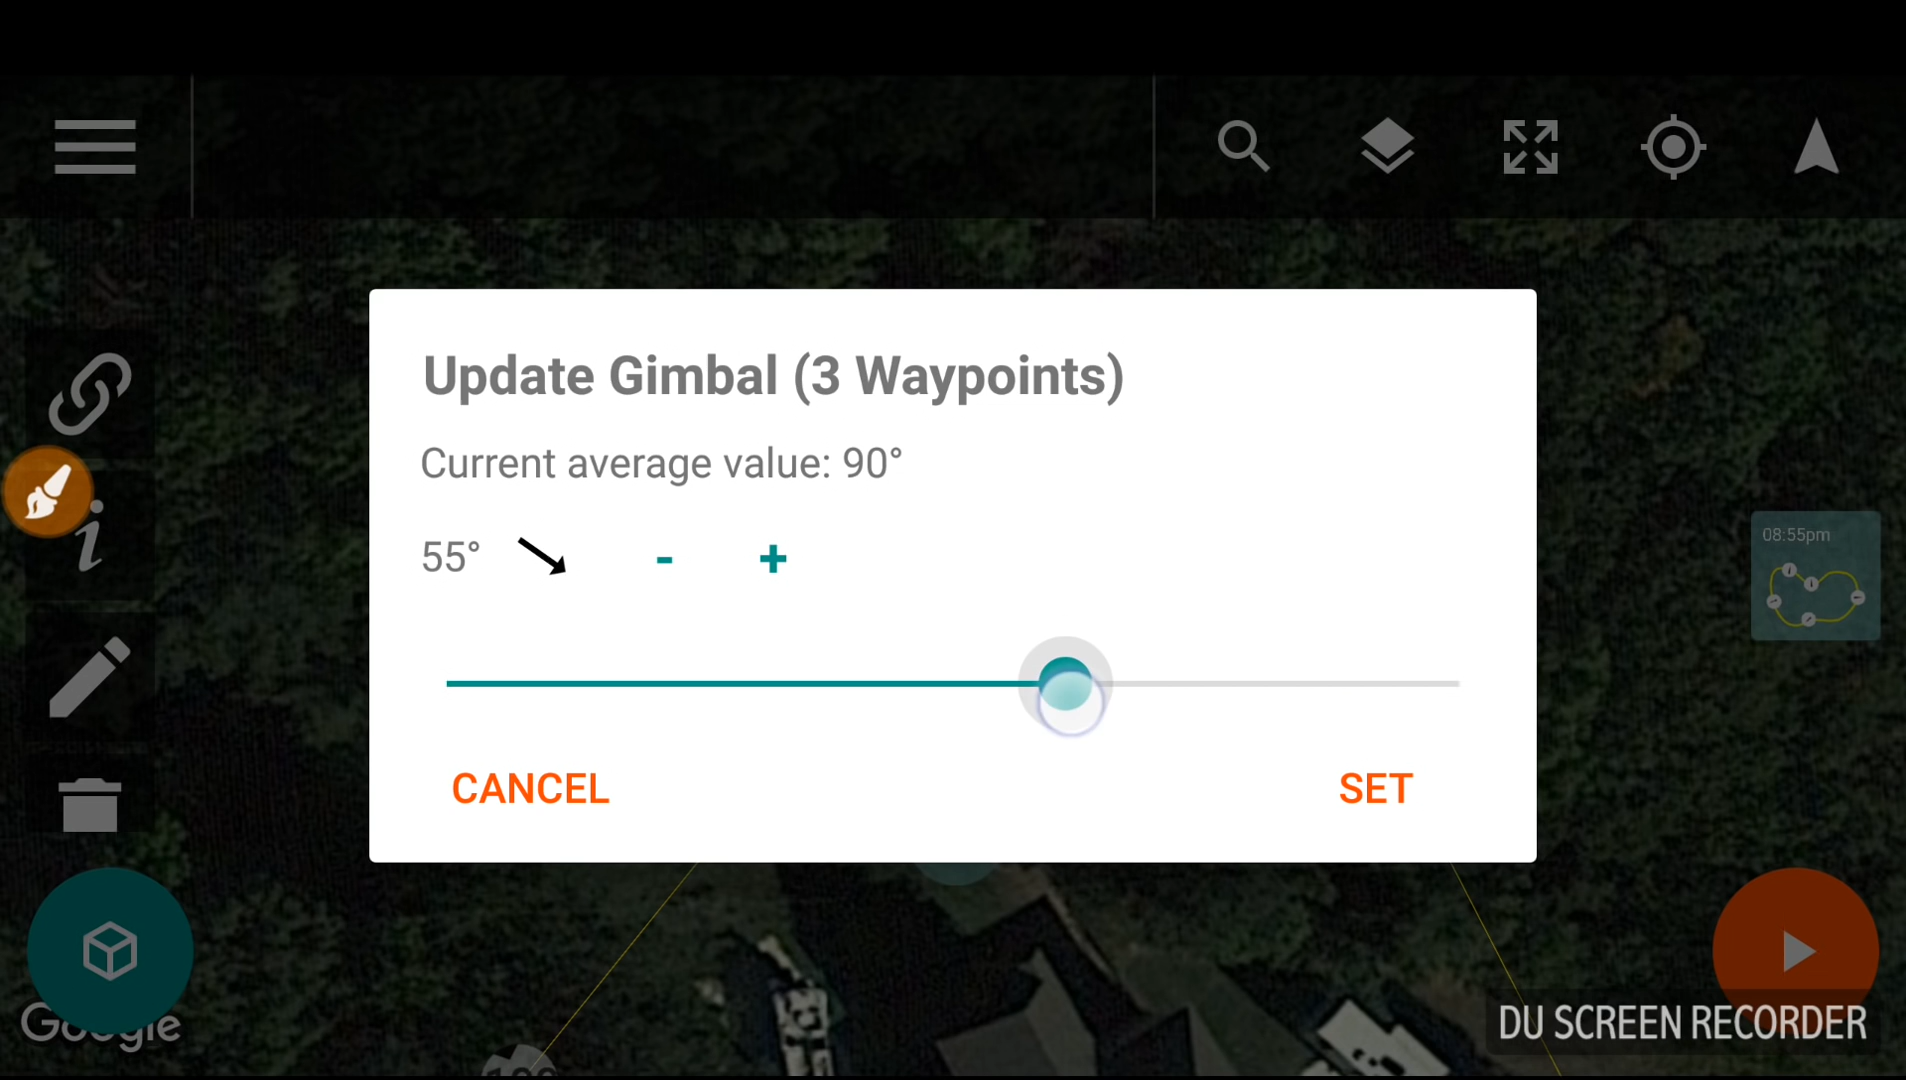 Update Gimbal (3 Waypoints)
Current average value: 90°
55° - +
08:55pm
CANCEL SET
Google
DU SCREEN RECORDER